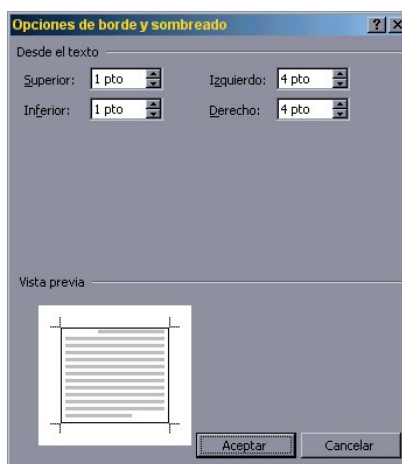 Opciones de borde y sombreado
Desde el texto
Superior: 1 pto Izquierdo: 4 pto
Inferior: 1 pto Derecho: 4 pto
Vista previa
Aceptar Cancelar